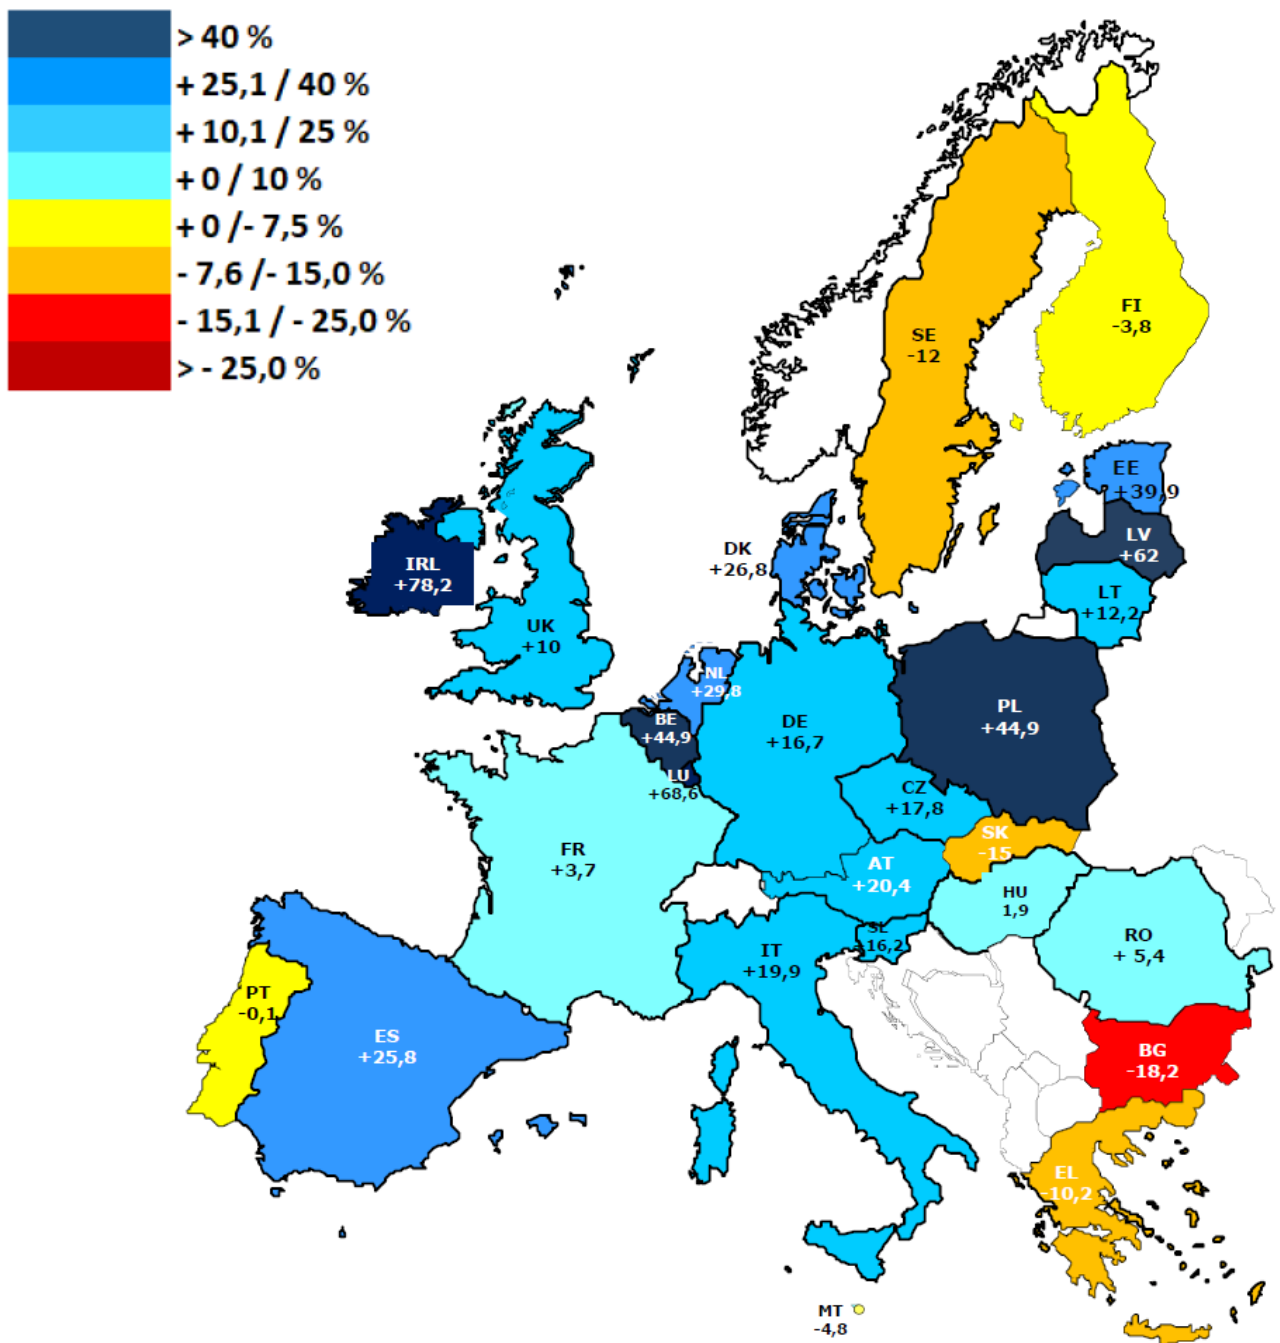 > 40 %
+ 25,1 / 40 %
+ 10,1 / 25 %
+ 0 / 10 %
+ 0 /- 7,5 %
- 7,6 /- 15,0 %
- 15,1 / - 25,0 %
> - 25,0 %
FI
-3,8
SE
-12
EE
+39,9
LV
+62
DK
+26,8
IRL
+78,2
LT
+12,2
UK
+10
NL
+29,8
BE
+44,9
DE
+16,7
PL
+44,9
LU
+68,6
CZ
+17,8
SK
-15
FR
+3,7
AT
+20,4
HU
1,9
SL
+16,2
RO
+ 5,4
IT
+19,9
PT
-0,1
ES
+25,8
BG
-18,2
EL
-10,2
MT
-4,8